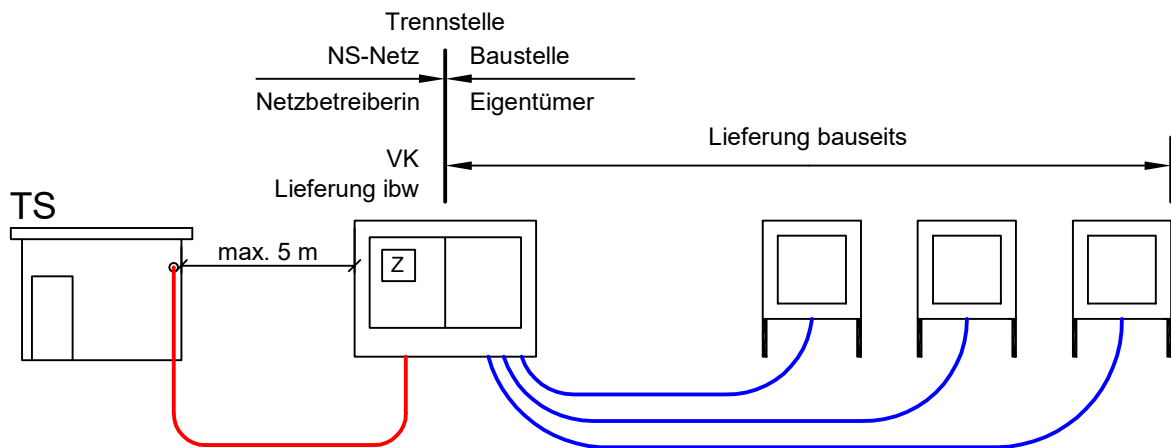 Trennstelle
NS-Netz
Baustelle
Netzbetreiberin
Eigentümer
Lieferung bauseits
VK
Lieferung ibw
TS
max. 5 m
Z